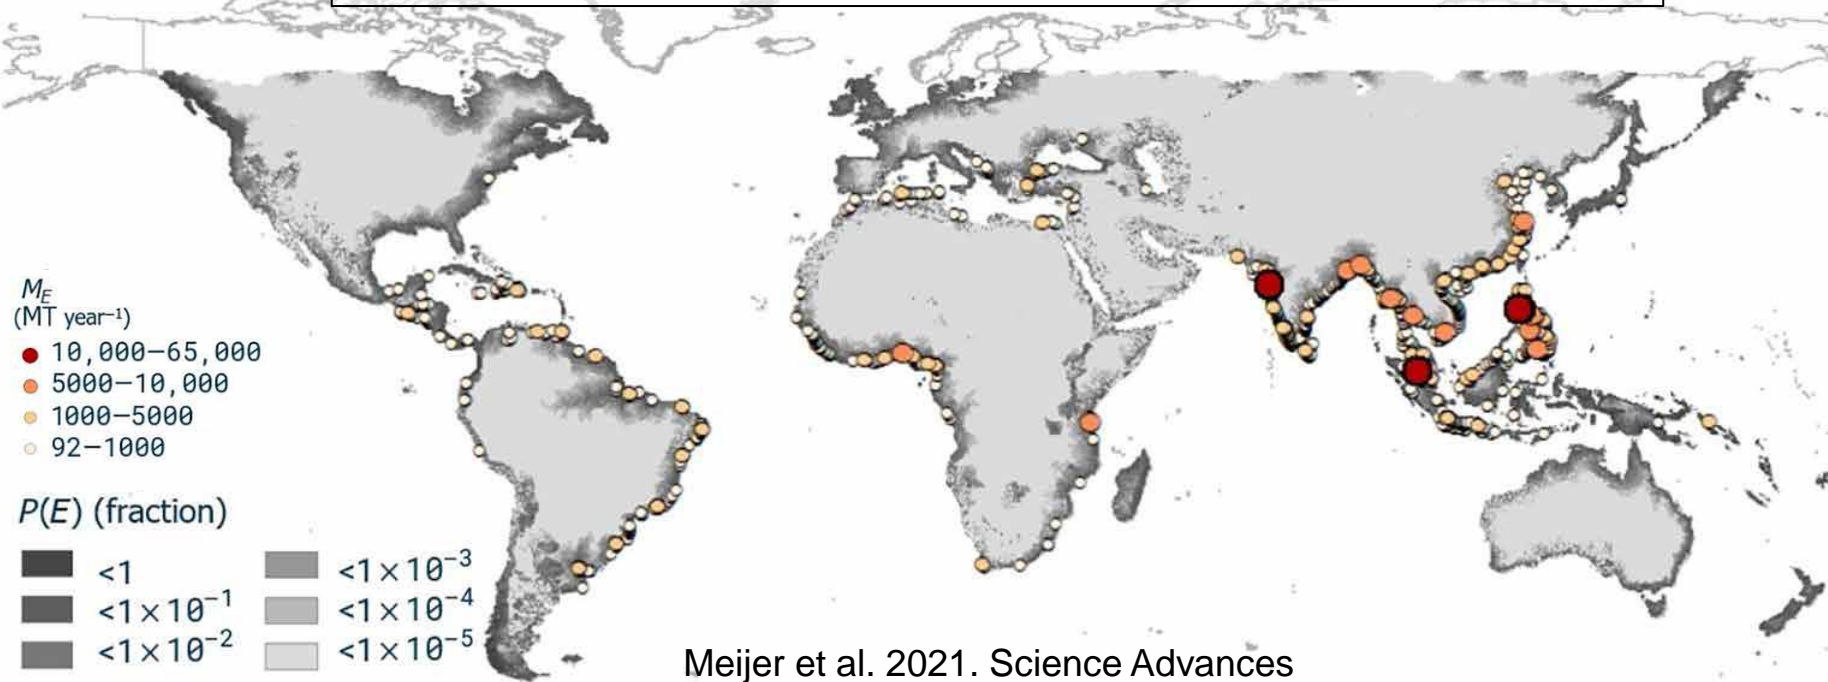 M_E
(MT year⁻¹)
10,000–65,000
5000–10,000
1000–5000
92–1000
P(E) (fraction)
<1
<1×10⁻¹
<1×10⁻²
<1×10⁻³
<1×10⁻⁴
<1×10⁻⁵
Meijer et al. 2021. Science Advances